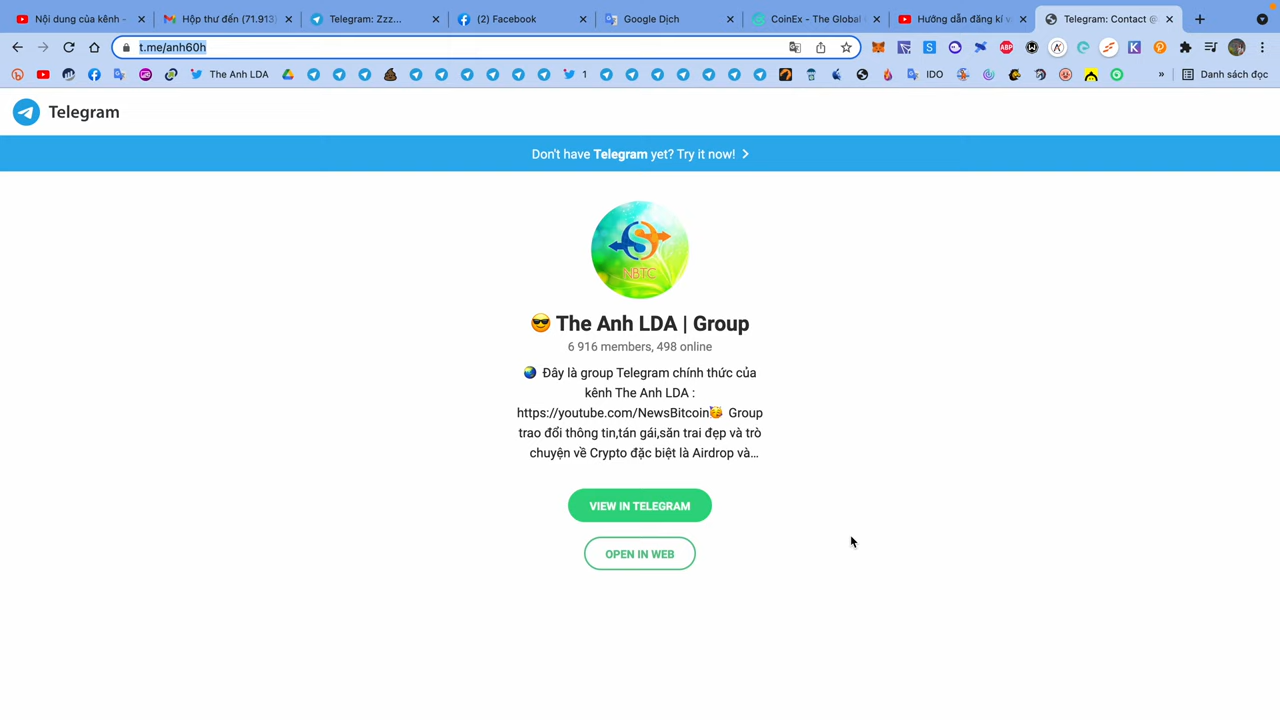 Nội dung của kênh -
Hộp thư đến (71.913)
Telegram: Zzz...
(2) Facebook
Google Dịch
CoinEx - The Global
Hướng dẫn đăng kí v
Telegram: Contact @
t.me/anh60h
ABP
The Anh LDA
1
IDO
»
Danh sách đọc
Telegram
Don't have Telegram yet? Try it now!
NBTC
😎 The Anh LDA | Group
6 916 members, 498 online
🌏 Đây là group Telegram chính thức của
kênh The Anh LDA :
https://youtube.com/NewsBitcoin🥳 Group
trao đổi thông tin,tán gái,săn trai đẹp và trò
chuyện về Crypto đặc biệt là Airdrop và...
VIEW IN TELEGRAM
OPEN IN WEB